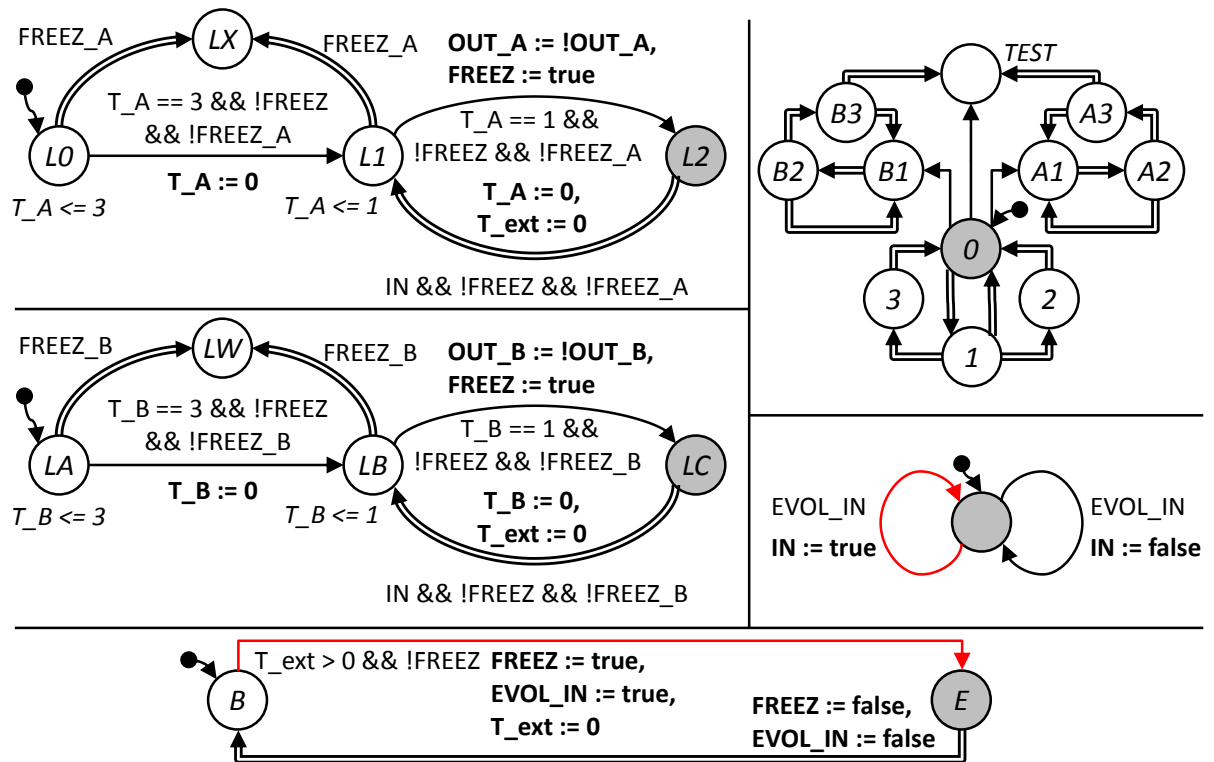 FREEZ_A
LX
FREEZ_A
OUT_A := !OUT_A,
FREEZ := true
T_A == 3 && !FREEZ
&& !FREEZ_A
T_A == 1 &&
!FREEZ && !FREEZ_A
L0
L1
L2
T_A := 0
T_A := 0,
T_ext := 0
T_A <= 3
T_A <= 1
IN && !FREEZ && !FREEZ_A
FREEZ_B
LW
FREEZ_B
OUT_B := !OUT_B,
FREEZ := true
T_B == 3 && !FREEZ
&& !FREEZ_B
T_B == 1 &&
!FREEZ && !FREEZ_B
LA
LB
LC
T_B := 0
T_B := 0,
T_ext := 0
T_B <= 3
T_B <= 1
IN && !FREEZ && !FREEZ_B
TEST
B3
A3
B2
B1
A1
A2
0
3
2
1
EVOL_IN
IN := true
EVOL_IN
IN := false
T_ext > 0 && !FREEZ
FREEZ := true,
EVOL_IN := true,
T_ext := 0
B
E
FREEZ := false,
EVOL_IN := false